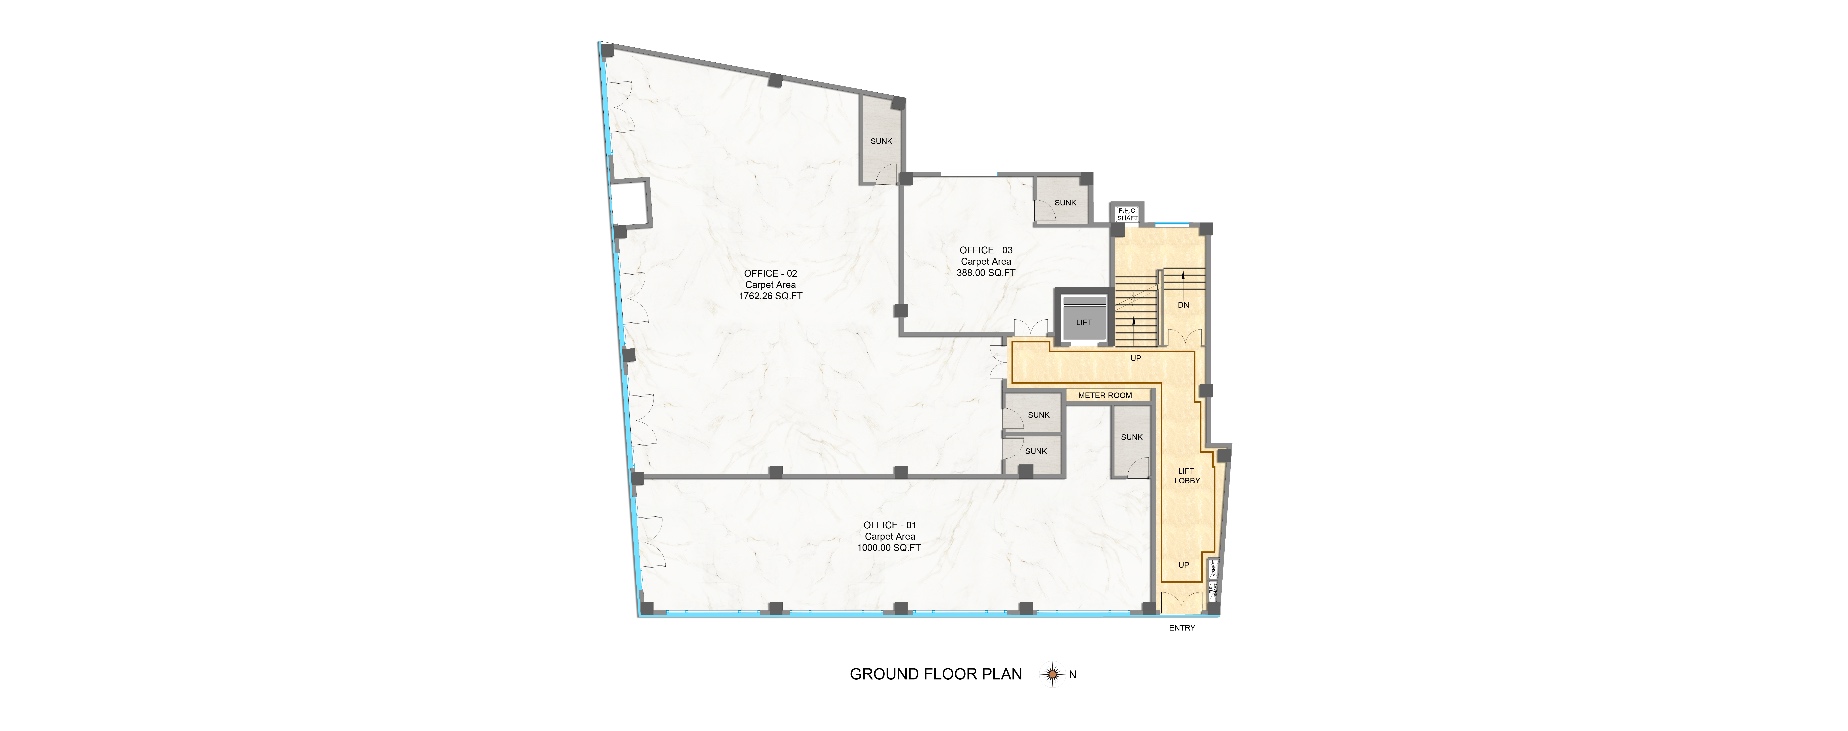 SUNK
SUNK
F.H.C
SHAFT
OFFICE - 03
Carpet Area
388.00 SQ.FT
OFFICE - 02
Carpet Area
1762.26 SQ.FT
DN
LIFT
UP
METER ROOM
SUNK
SUNK
SUNK
LIFT
LOBBY
OFFICE - 01
Carpet Area
1000.00 SQ.FT
UP
ENTRY
GROUND FLOOR PLAN
N